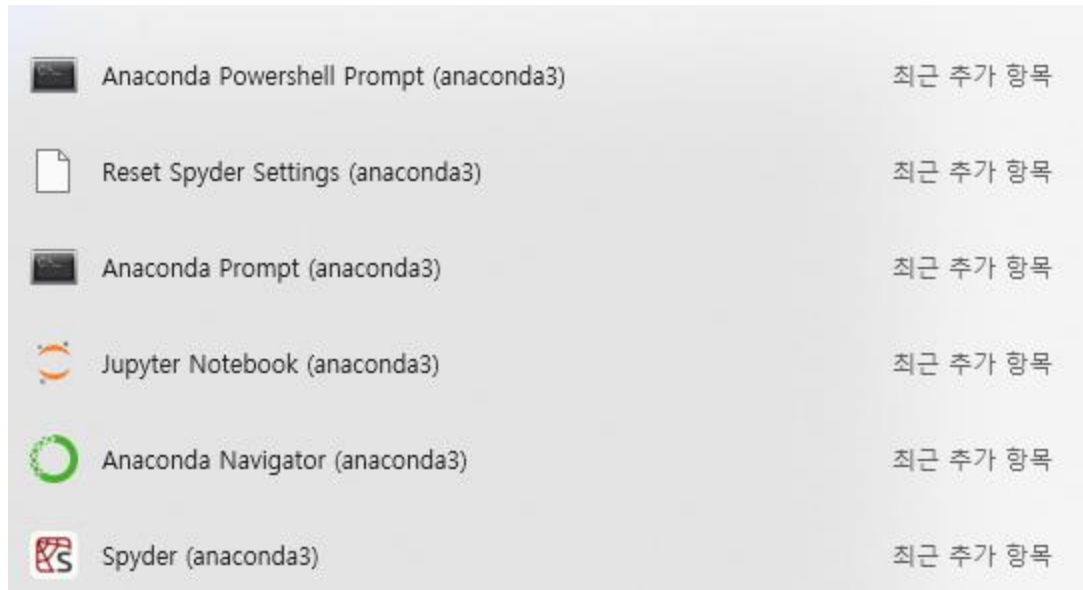 Anaconda Powershell Prompt (anaconda3) 최근 추가 항목
Reset Spyder Settings (anaconda3) 최근 추가 항목
Anaconda Prompt (anaconda3) 최근 추가 항목
Jupyter Notebook (anaconda3) 최근 추가 항목
Anaconda Navigator (anaconda3) 최근 추가 항목
Spyder (anaconda3) 최근 추가 항목